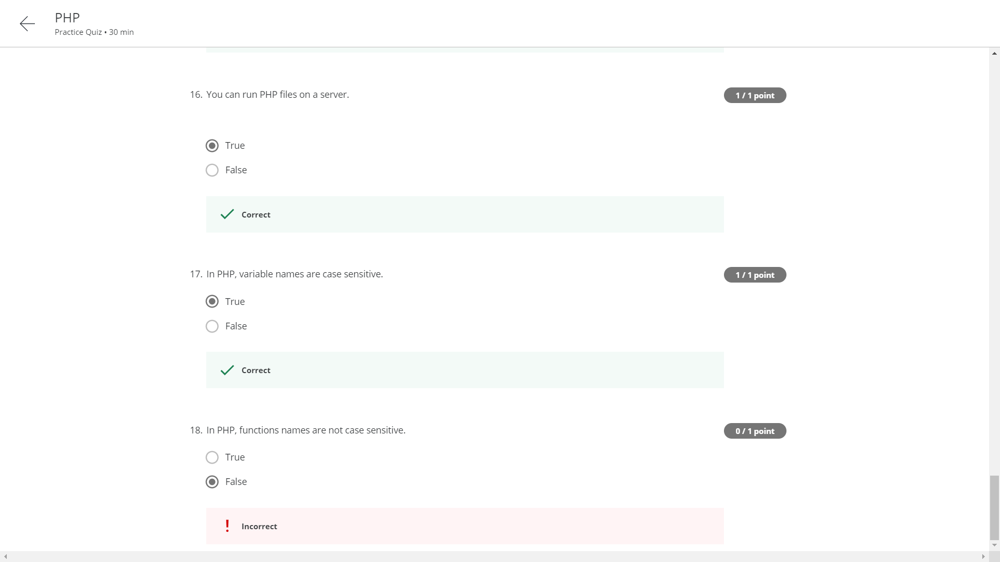 PHP
Practice Quiz • 30 min
16. You can run PHP files on a server.
1 / 1 point
True
False
Correct
17. In PHP, variable names are case sensitive.
1 / 1 point
True
False
Correct
18. In PHP, functions names are not case sensitive.
0 / 1 point
True
False
! Incorrect